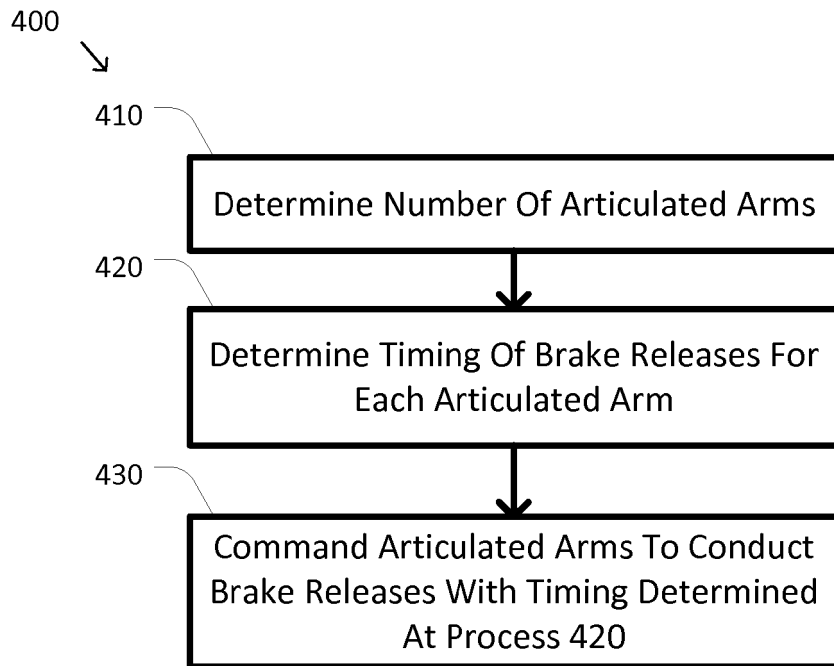 400
410
Determine Number Of Articulated Arms
420
Determine Timing Of Brake Releases For
Each Articulated Arm
430
Command Articulated Arms To Conduct
Brake Releases With Timing Determined
At Process 420